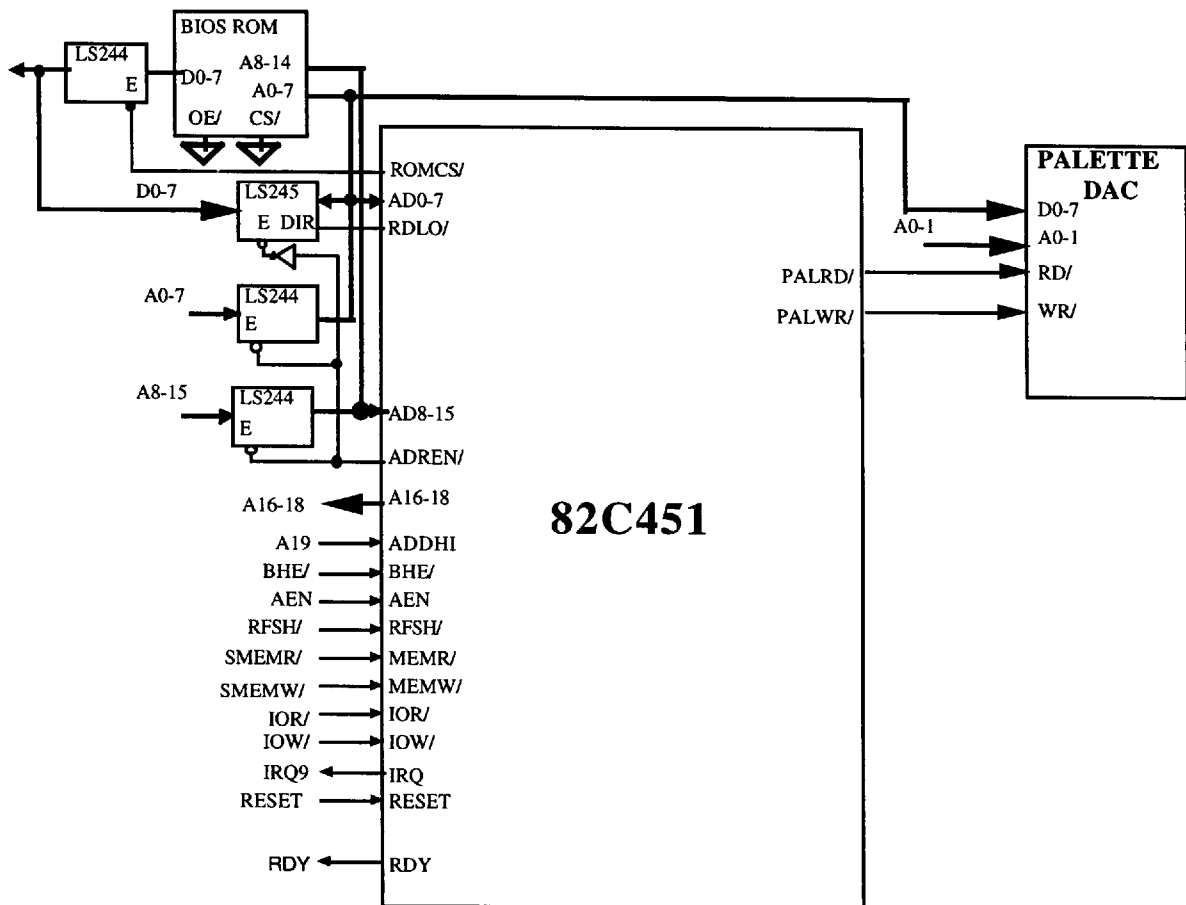 BIOS ROM
LS244
E
D0-7
A8-14
A0-7
OE/
CS/
ROMCS/
D0-7
LS245
E DIR
AD0-7
RDLO/
A0-7
LS244
E
A8-15
LS244
E
AD8-15
ADREN/
A16-18
A16-18
A19
ADDHI
BHE/
BHE/
AEN
AEN
RFSH/
RFSH/
SMEMR/
MEMR/
SMEMW/
MEMW/
IOR/
IOR/
IOW/
IOW/
IRQ9
IRQ
RESET
RESET
RDY
RDY
82C451
PALRD/
PALWR/
PALETTE
DAC
D0-7
A0-1
A0-1
RD/
WR/